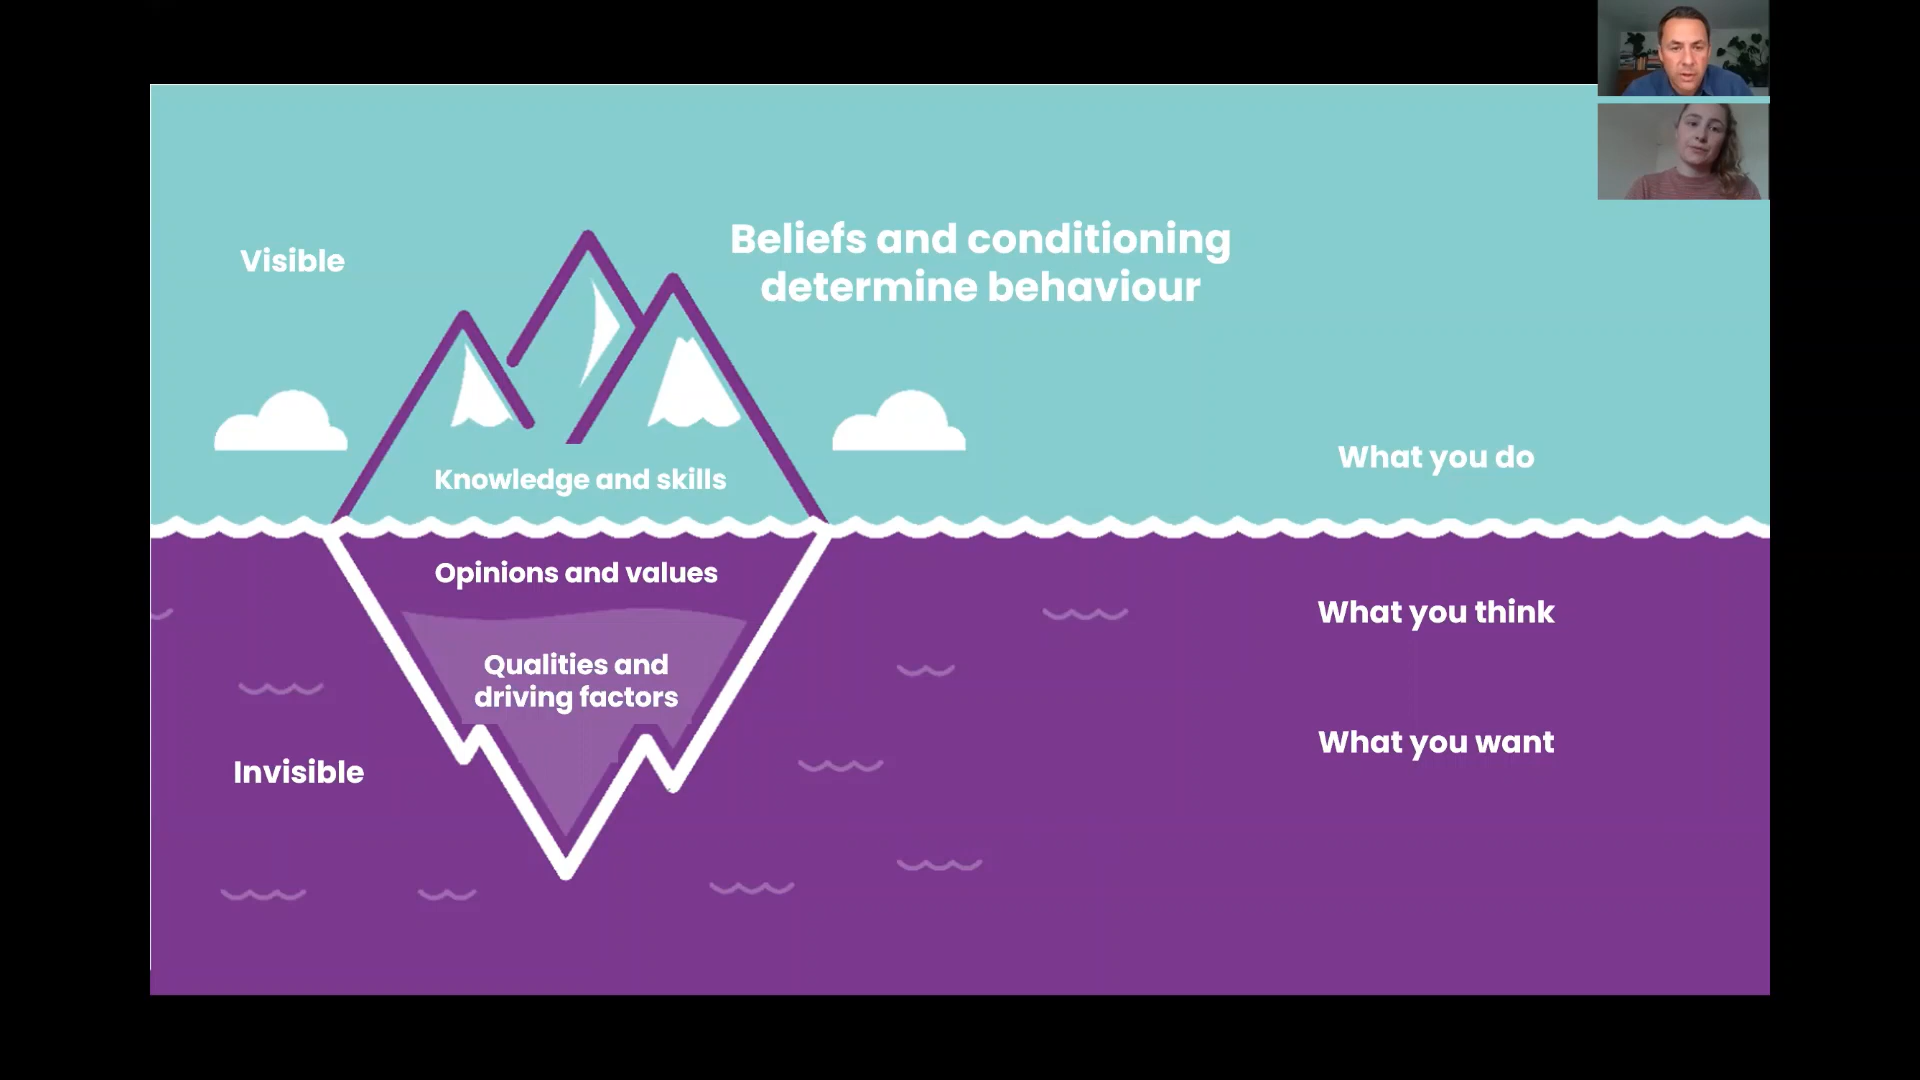 Visible
Beliefs and conditioning
determine behaviour
Knowledge and skills
What you do
Opinions and values
What you think
Qualities and
driving factors
What you want
Invisible